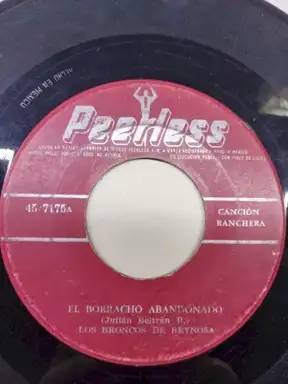 HECHO EN MEXICO
Peerless
45/7175A
CANCIÓN
RANCHERA
EL BORRACHO ABANDONADO
(Julián Beltrán R.)
LOS BRONCOS DE REYNOSA